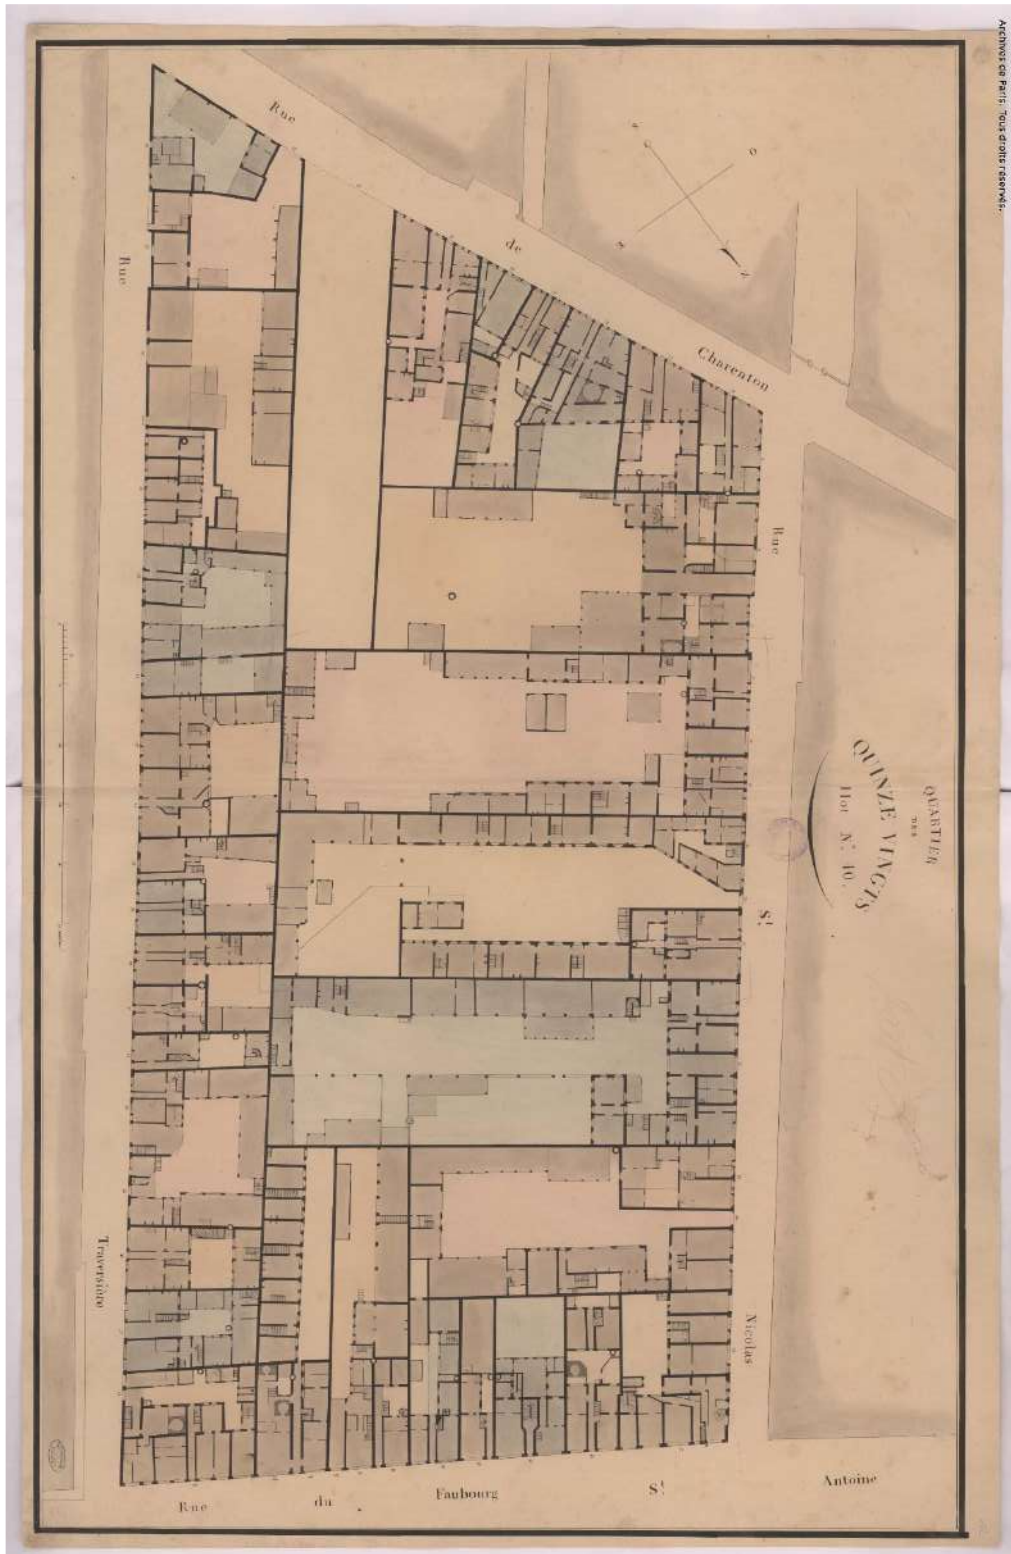 Archives de Paris. Tous droits réservés.
Rue
de
Charenton
Rue
Traversière
Rue
St
Nicolas
QUARTIER
DES
QUINZE VINGTS
Ilot N° 10.
Rue
du
Faubourg
St
Antoine